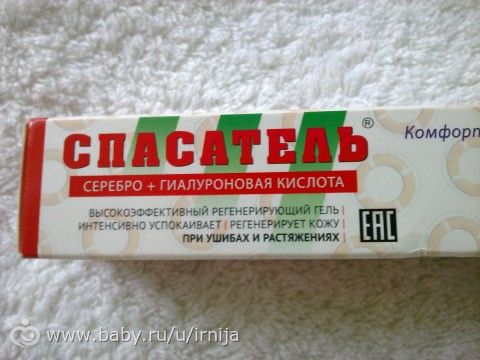 СПАСАТЕЛЬ®
Комфорт
СЕРЕБРО + ГИАЛУРОНОВАЯ КИСЛОТА
ВЫСОКОЭФФЕКТИВНЫЙ РЕГЕНЕРИРУЮЩИЙ ГЕЛЬ |
ИНТЕНСИВНО УСПОКАИВАЕТ | РЕГЕНЕРИРУЕТ КОЖУ |
ПРИ УШИБАХ И РАСТЯЖЕНИЯХ |
ЕАС
www.baby.ru/u/irnija